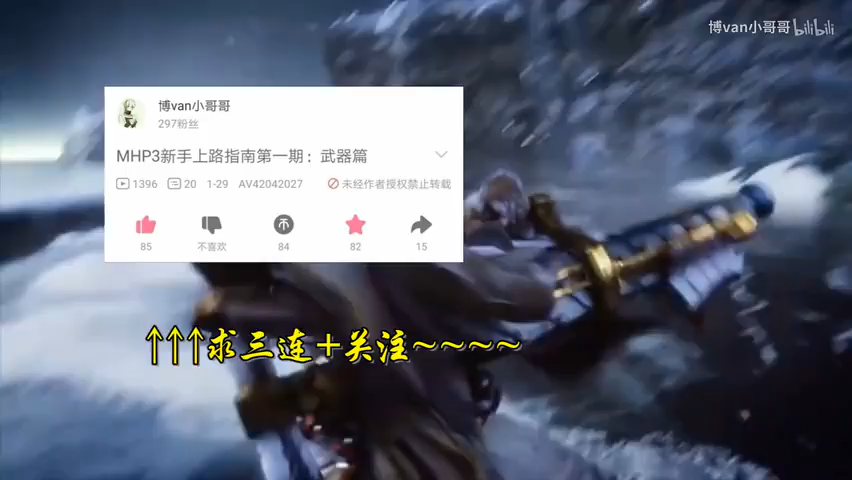 博van小哥哥 bilibili
博van小哥哥
297粉丝
MHP3新手上路指南第一期：武器篇
1396 20 1-29 AV42042027 未经作者授权禁止转载
85 不喜欢 84 82 15
↑↑↑求三连+关注~~~~